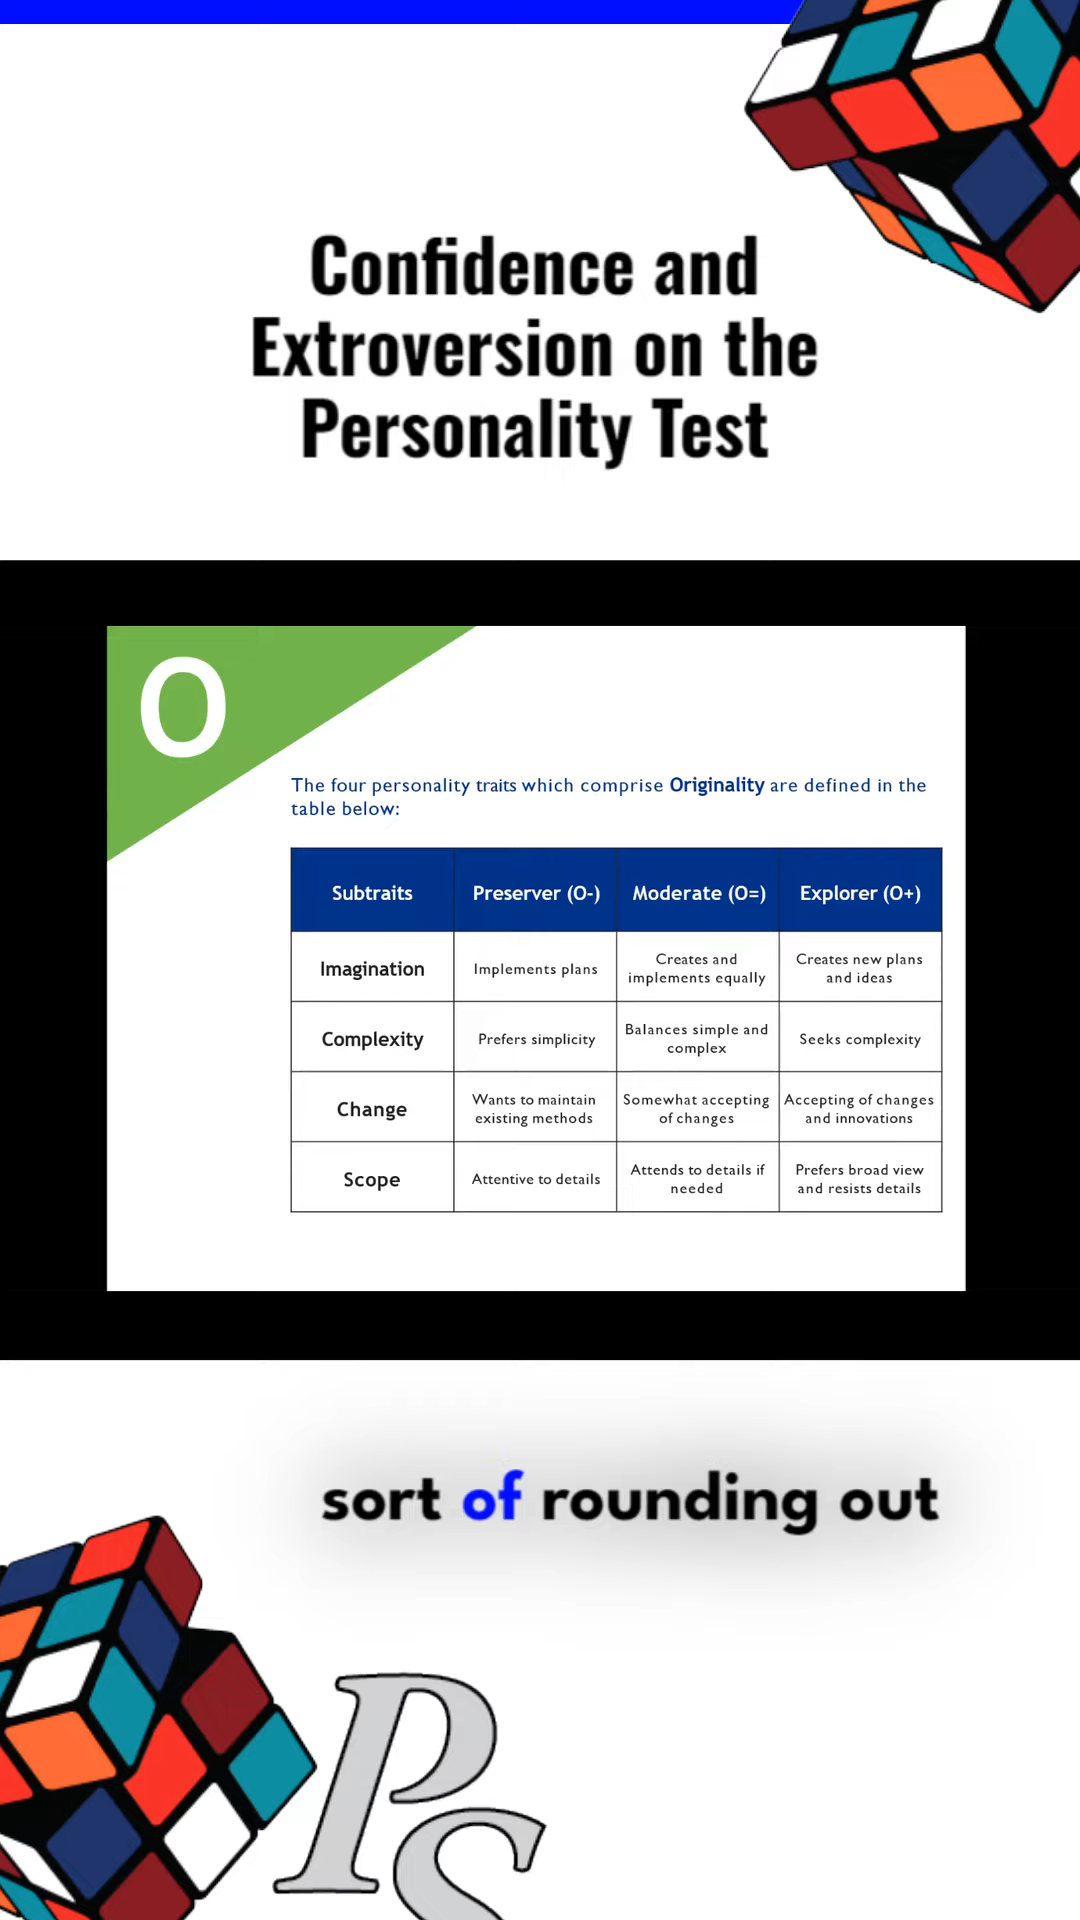 Confidence and
Extroversion on the
Personality Test
O
The four personality traits which comprise Originality are defined in the
table below:
Subtraits Preserver (O-) Moderate (O=) Explorer (O+)
Imagination Implements plans Creates and implements equally Creates new plans and ideas
Complexity Prefers simplicity Balances simple and complex Seeks complexity
Change Wants to maintain existing methods Somewhat accepting of changes Accepting of changes and innovations
Scope Attentive to details Attends to details if needed Prefers broad view and resists details
sort of rounding out
PS